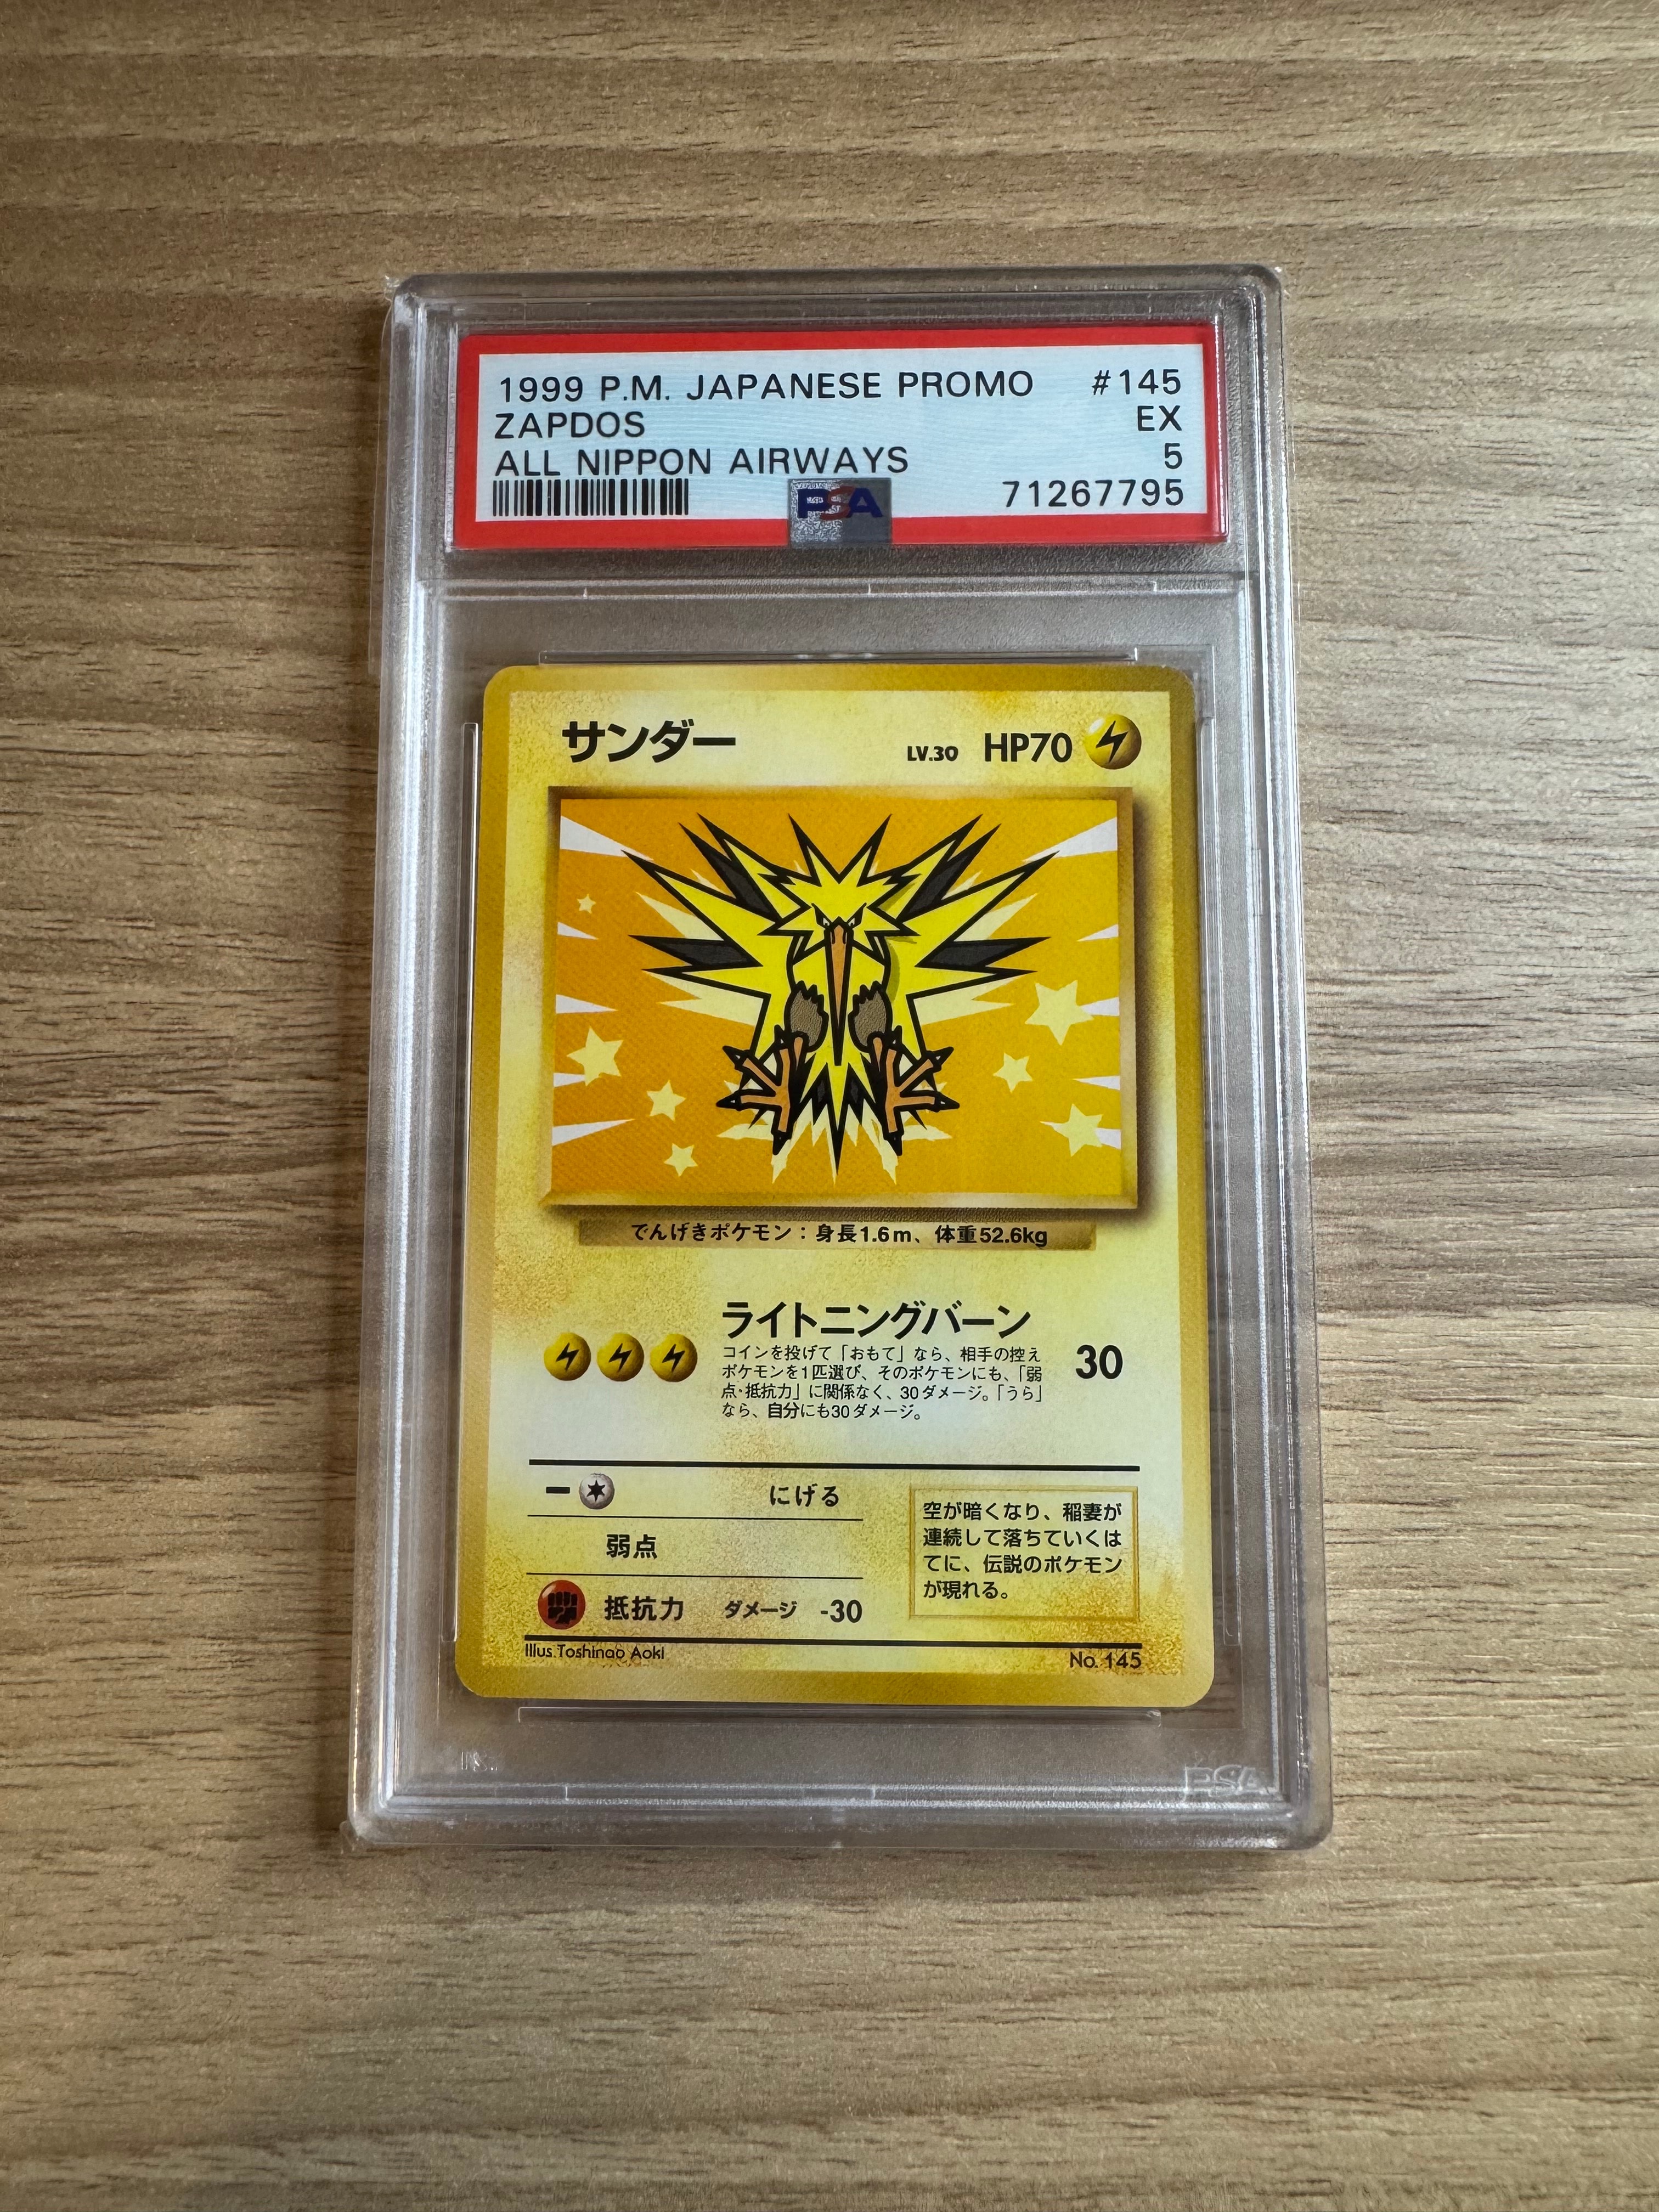 1999 P.M. JAPANESE PROMO #145
ZAPDOS EX
ALL NIPPON AIRWAYS 5
PSA 71267795
サンダー LV.30 HP70
でんげきポケモン：身長1.6m、体重52.6kg
ライトニングバーン 30
コインを投げて「おもて」なら、相手の控え
ポケモンを1匹選び、そのポケモンにも、「弱
点・抵抗力」に関係なく、30ダメージ。「うら」
なら、自分にも30ダメージ。
ー にげる
弱点
抵抗力 ダメージ -30
空が暗くなり、稲妻が
連続して落ちていくは
てに、伝説のポケモン
が現れる。
Illus.Toshinao Aoki No. 145
PSA